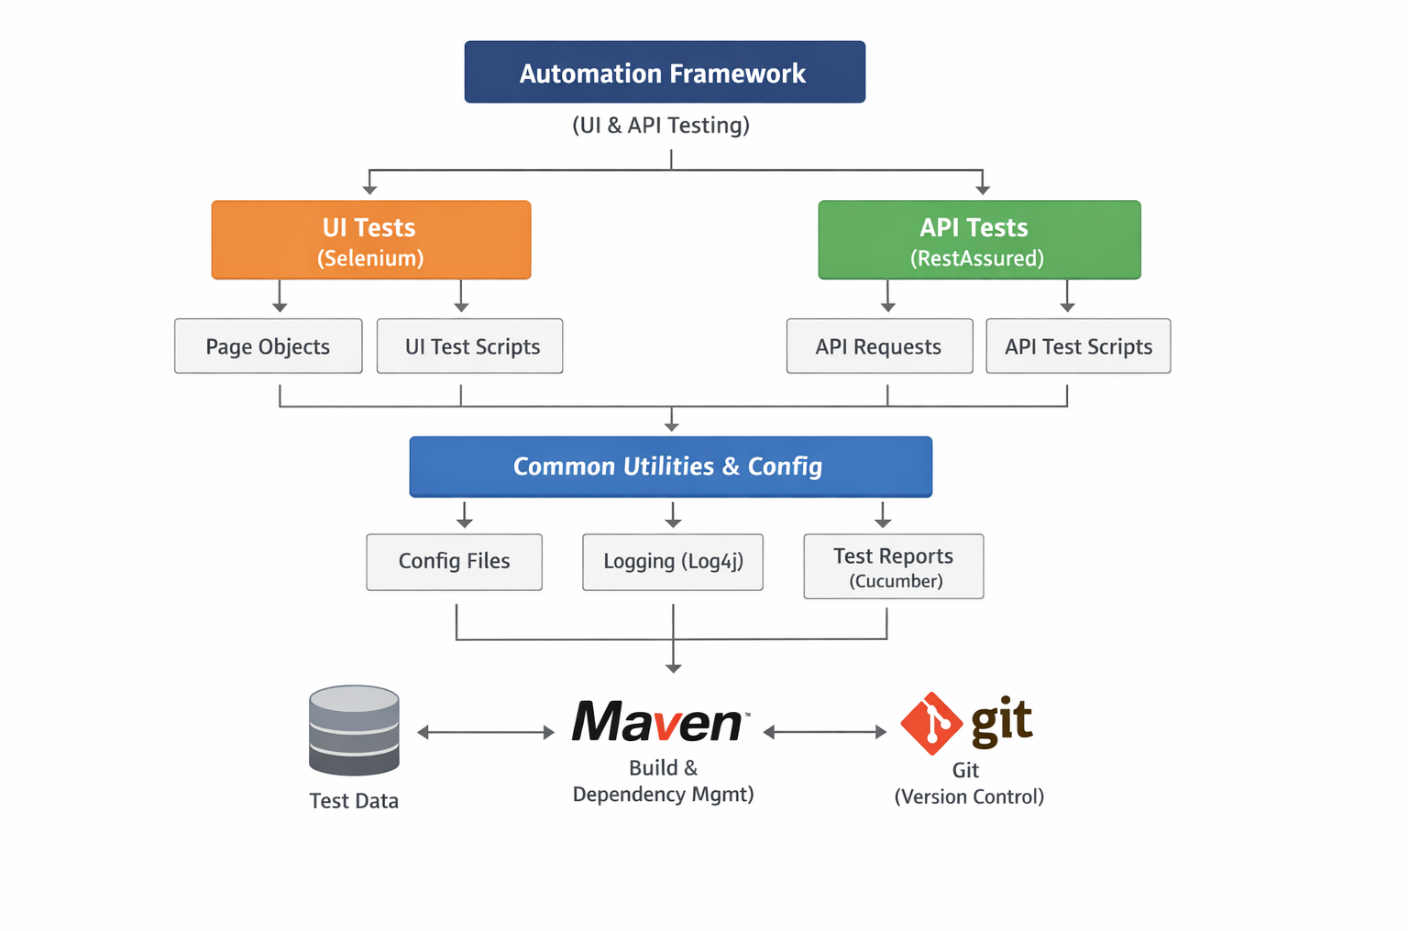 Automation Framework
(UI & API Testing)
UI Tests
(Selenium)
API Tests
(RestAssured)
Page Objects
UI Test Scripts
API Requests
API Test Scripts
Common Utilities & Config
Config Files
Logging (Log4j)
Test Reports
(Cucumber)
Maven™
git
Build &
Dependency Mgmt)
Git
(Version Control)
Test Data